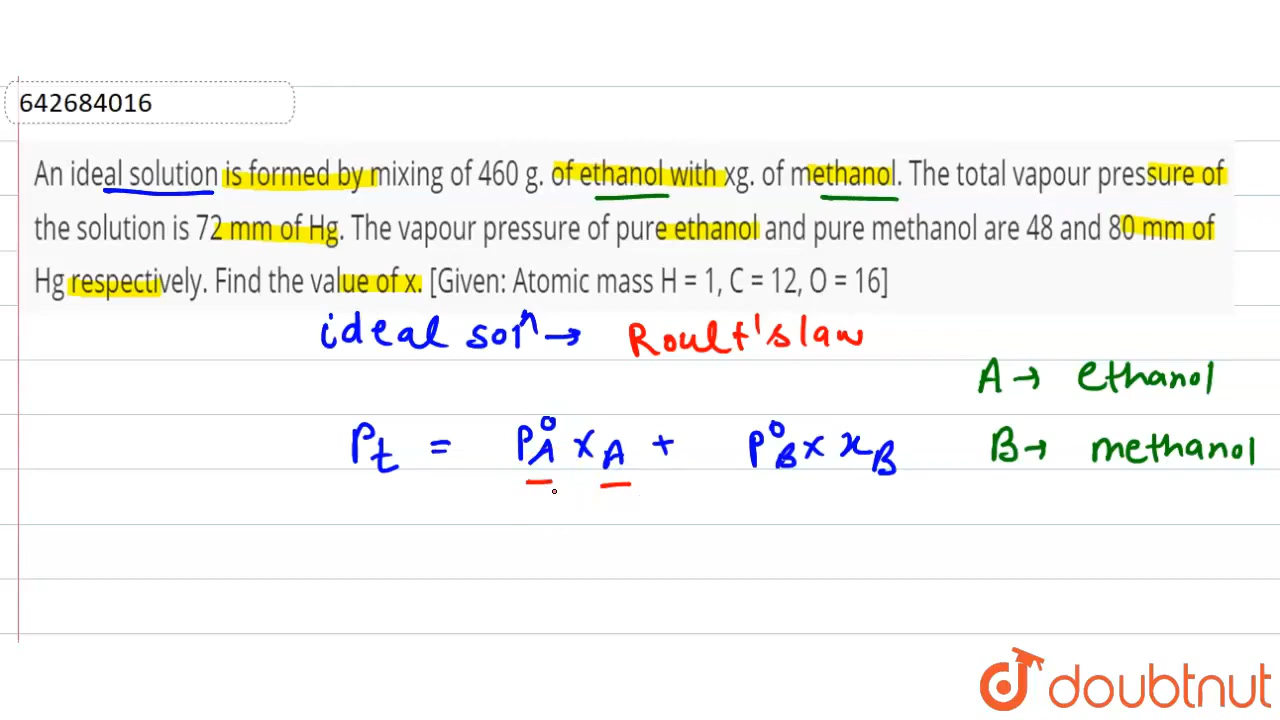 642684016
An ideal solution is formed by mixing of 460 g. of ethanol with xg. of methanol. The total vapour pressure of
the solution is 72 mm of Hg. The vapour pressure of pure ethanol and pure methanol are 48 and 80 mm of
Hg respectively. Find the value of x. [Given: Atomic mass H = 1, C = 12, O = 16]
ideal solⁿ → Roult's law
A → ethanol
Pt = P°A xA + P°B × xB
B → methanol
doubtnut